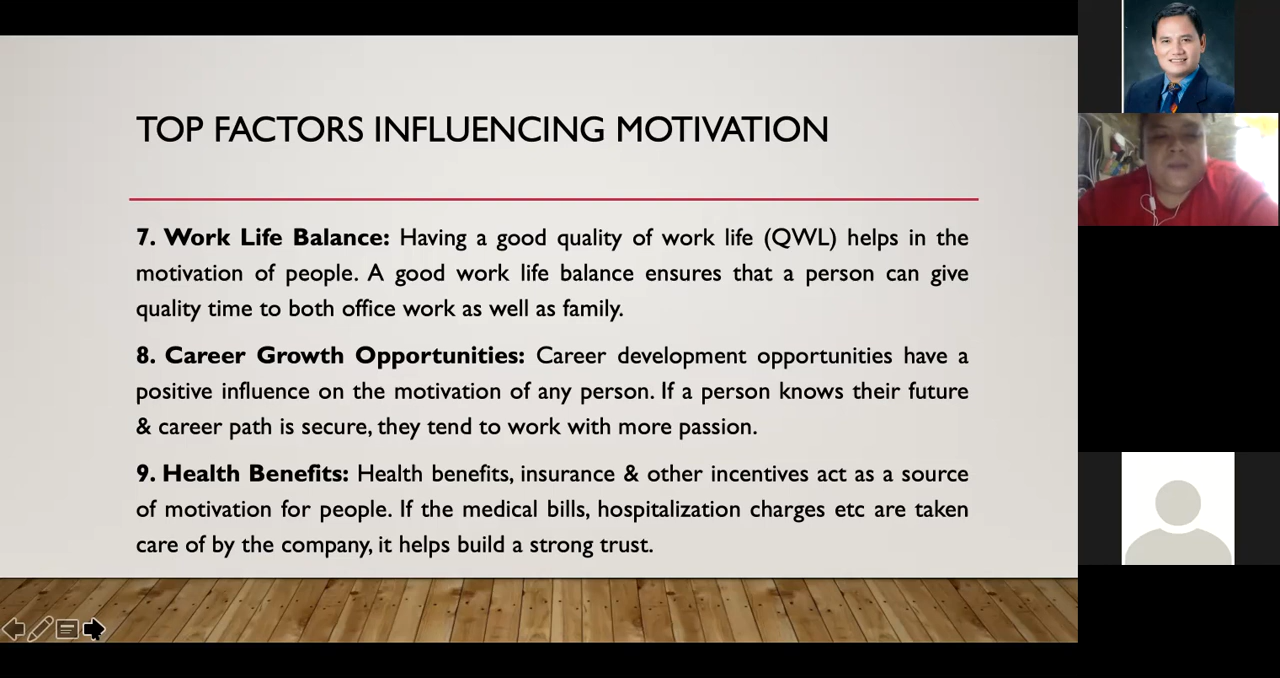 TOP FACTORS INFLUENCING MOTIVATION
7. Work Life Balance: Having a good quality of work life (QWL) helps in the
motivation of people. A good work life balance ensures that a person can give
quality time to both office work as well as family.
8. Career Growth Opportunities: Career development opportunities have a
positive influence on the motivation of any person. If a person knows their future
& career path is secure, they tend to work with more passion.
9. Health Benefits: Health benefits, insurance & other incentives act as a source
of motivation for people. If the medical bills, hospitalization charges etc are taken
care of by the company, it helps build a strong trust.